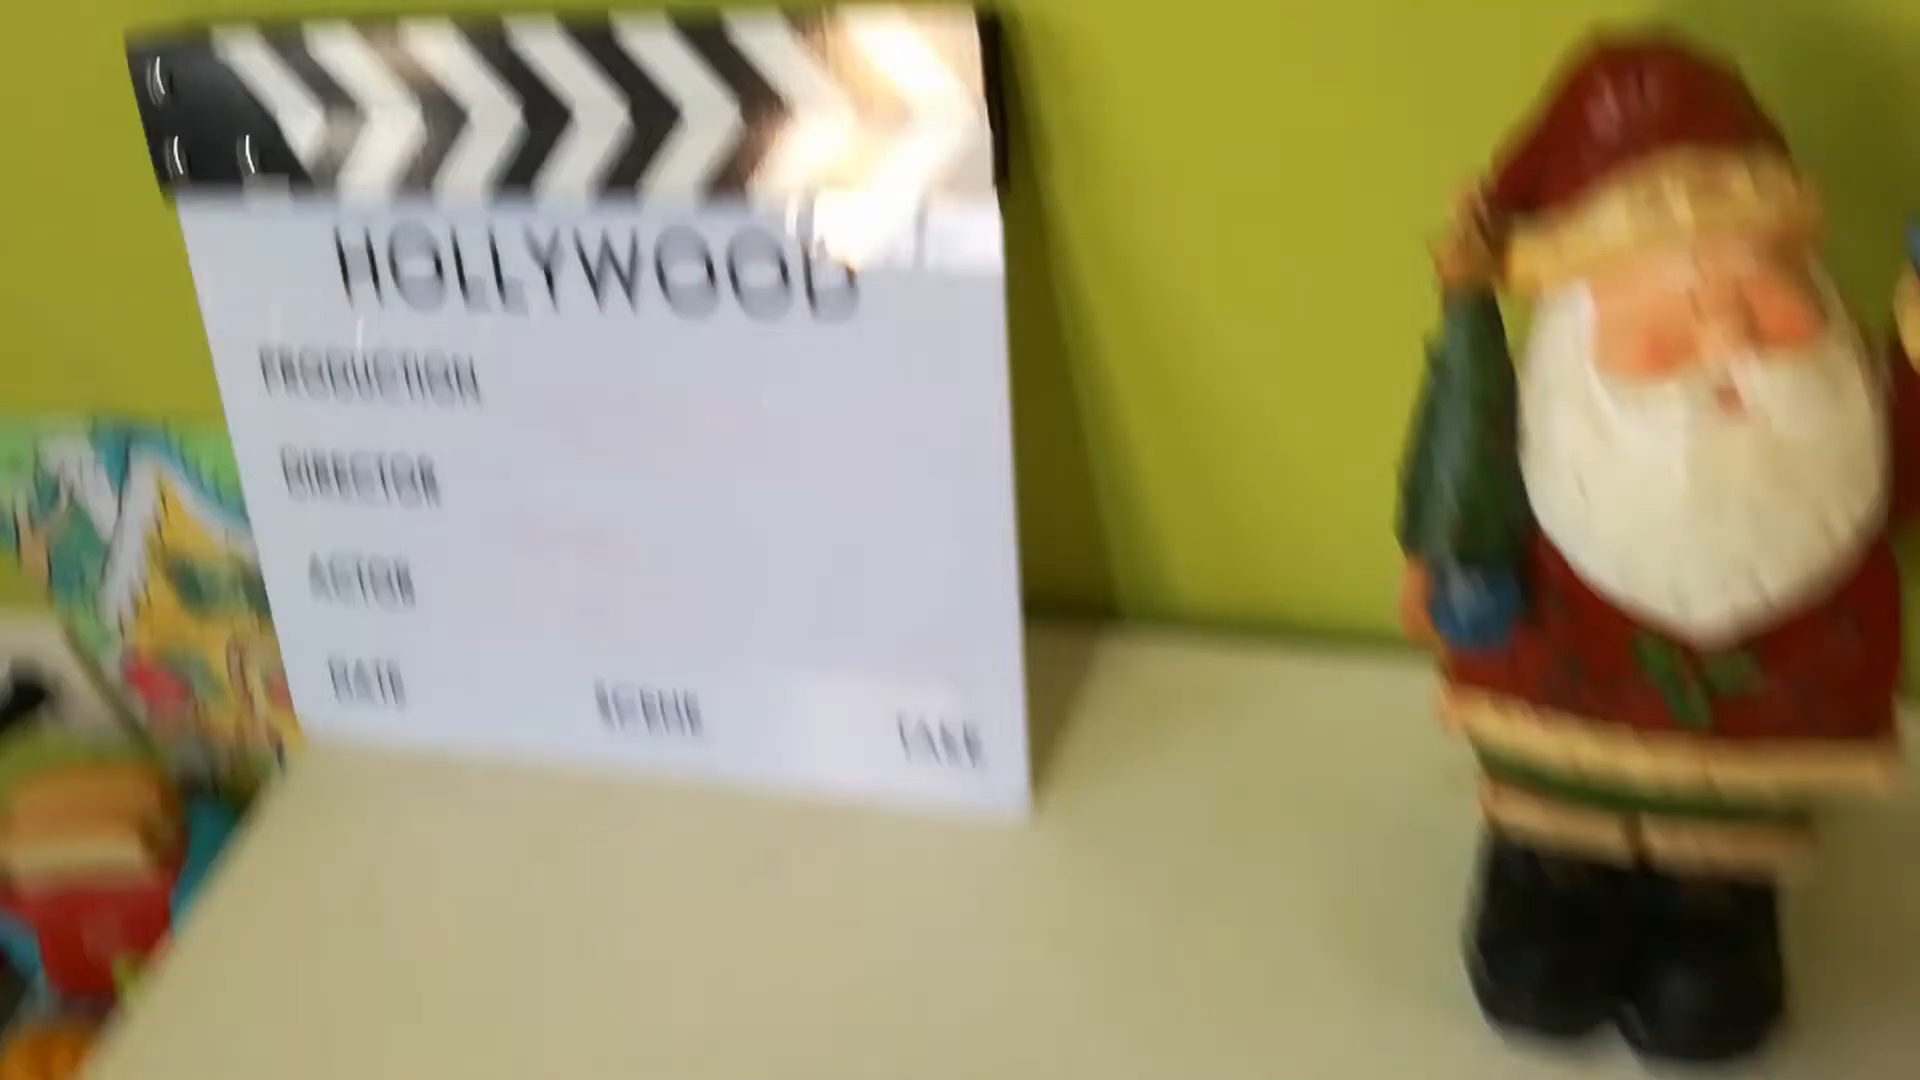 HOLLYWOOD
PRODUCTION
DIRECTOR
ACTOR
DATE SCENE TAKE